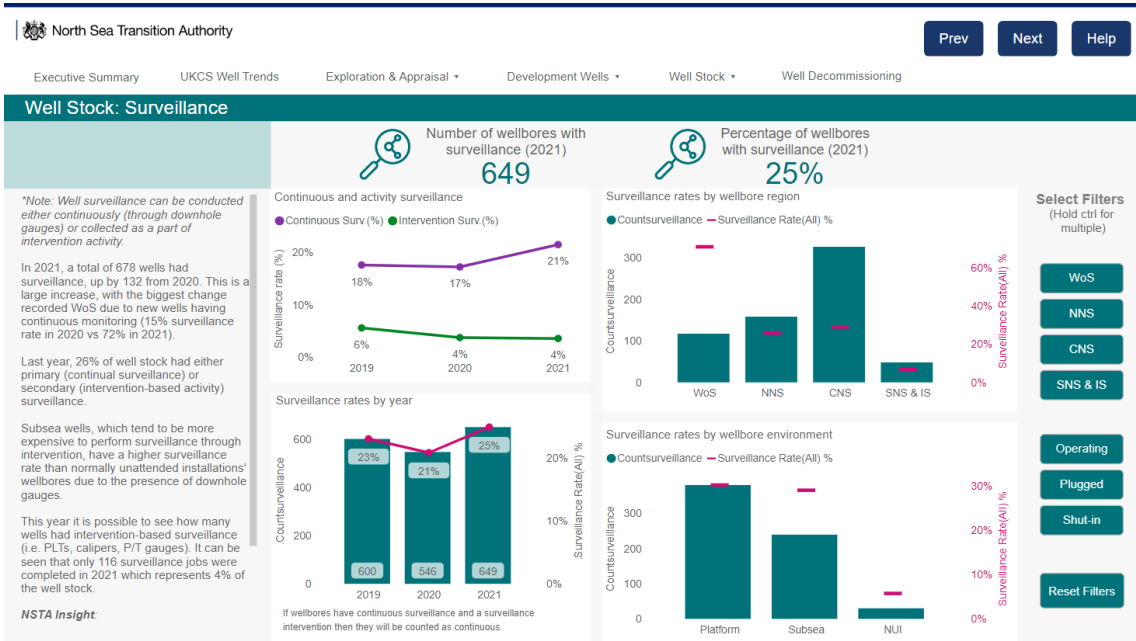 North Sea Transition Authority
Prev
Next
Help
Executive Summary
UKCS Well Trends
Exploration & Appraisal
Development Wells
Well Stock
Well Decommissioning
Well Stock: Surveillance
Number of wellbores with
surveillance (2021)
649
Percentage of wellbores
with surveillance (2021)
25%
"Note: Well surveillance can be conducted
either continuously (through downhole
gauges) or collected as a part of
intervention activity.
In 2021, a total of 678 wells had
surveillance, up by 132 from 2020. This is a
large increase, with the biggest change
recorded WoS due to new wells having
continuous monitoring (15% surveillance
rate in 2020 vs 72% in 2021).
Last year, 26% of well stock had either
primary (continual surveillance) or
secondary (intervention-based activity)
surveillance.
Subsea wells, which tend to be more
expensive to perform surveillance through
intervention, have a higher surveillance
rate than normally unattended installations'
wellbores due to the presence of downhole
gauges.
This year it is possible to see how many
wells had intervention-based surveillance
(i.e. PLTs, calipers, P/T gauges). It can be
seen that only 116 surveillance jobs were
completed in 2021 which represents 4% of
the well stock.
NSTA Insight:
Continuous and activity surveillance
Continuous Surv.(%) Intervention Surv.(%)
Surveillance rate (%)
20%
10%
0%
18%
17%
21%
6%
4%
4%
2019
2020
2021
Surveillance rates by year
.Countsurveillance
600
400
200
0
23%
21%
25%
600
546
649
2019
2020
2021
20%
10%
0%
.Surveillance Rate(All) %
If wellbores have continuous surveillance and a surveillance
intervention then they will be counted as continuous.
Surveillance rates by wellbore region
Countsurveillance Surveillance Rate(All) %
Countsurveillance
300
200
100
0
WoS
NNS
CNS
SNS & IS
60%
40%
20%
0%
Surveillance Rate(All) %
Surveillance rates by wellbore environment
Countsurveillance Surveillance Rate(All) %
Countsurveillance
300
200
100
0
Platform
Subsea
NUI
30%
20%
10%
0%
Surveillance Rate(All) %
Select Filters
(Hold ctrl for
multiple)
WoS
NNS
CNS
SNS & IS
Operating
Plugged
Shut-in
Reset Filters